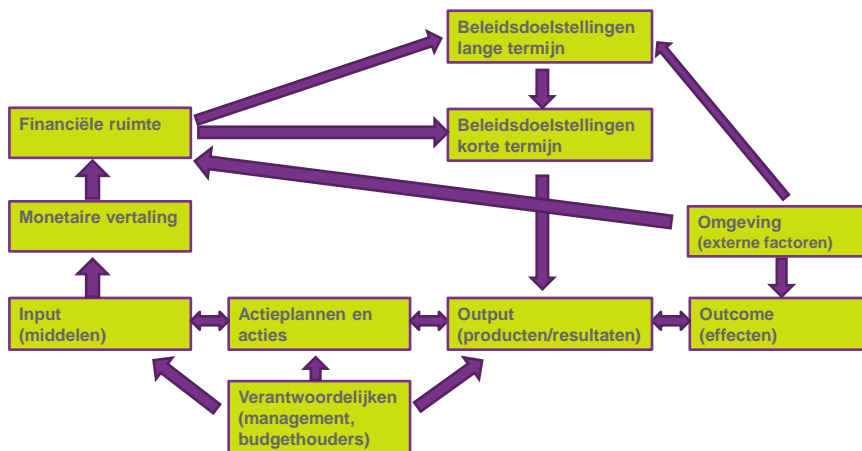 Beleidsdoelstellingen
lange termijn
Financiële ruimte
Beleidsdoelstellingen
korte termijn
Monetaire vertaling
Omgeving
(externe factoren)
Input
(middelen)
Actieplannen en
acties
Output
(producten/resultaten)
Outcome
(effecten)
Verantwoordelijken
(management,
budgethouders)